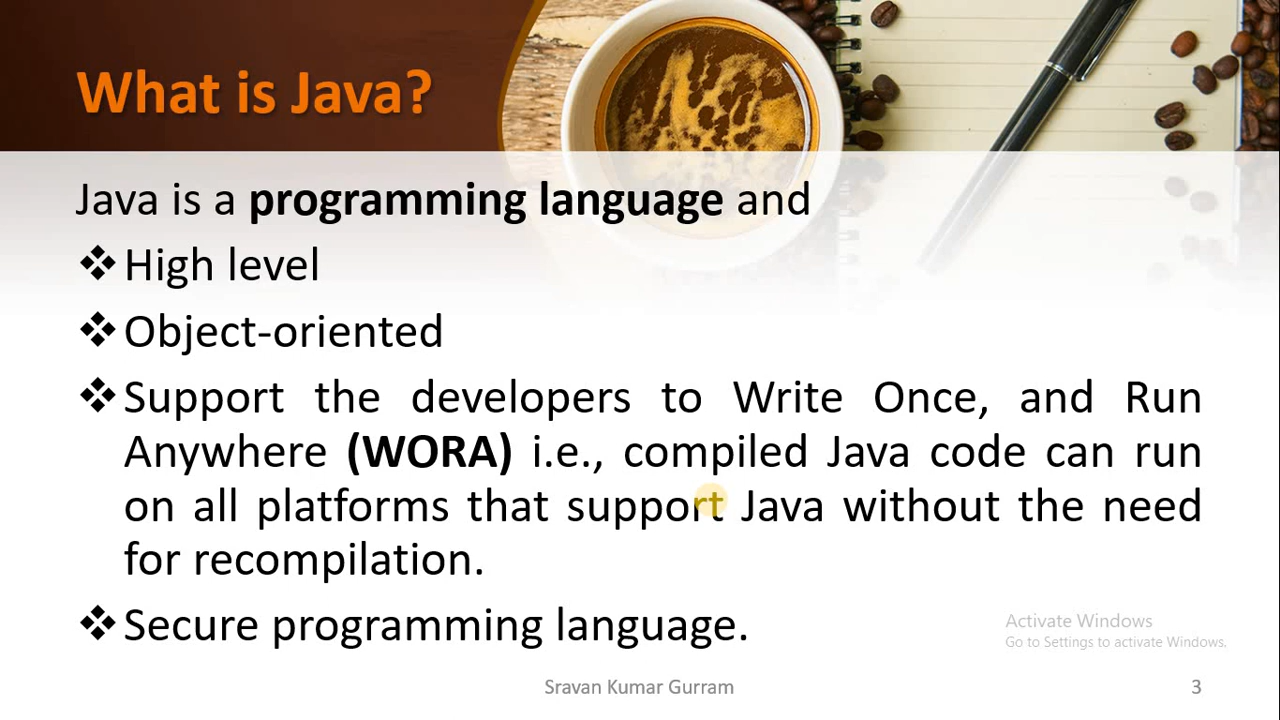 What is Java?
Java is a programming language and
❖ High level
❖ Object-oriented
❖ Support the developers to Write Once, and Run
Anywhere (WORA) i.e., compiled Java code can run
on all platforms that support Java without the need
for recompilation.
❖ Secure programming language.
Activate Windows
Go to Settings to activate Windows.
Sravan Kumar Gurram
3